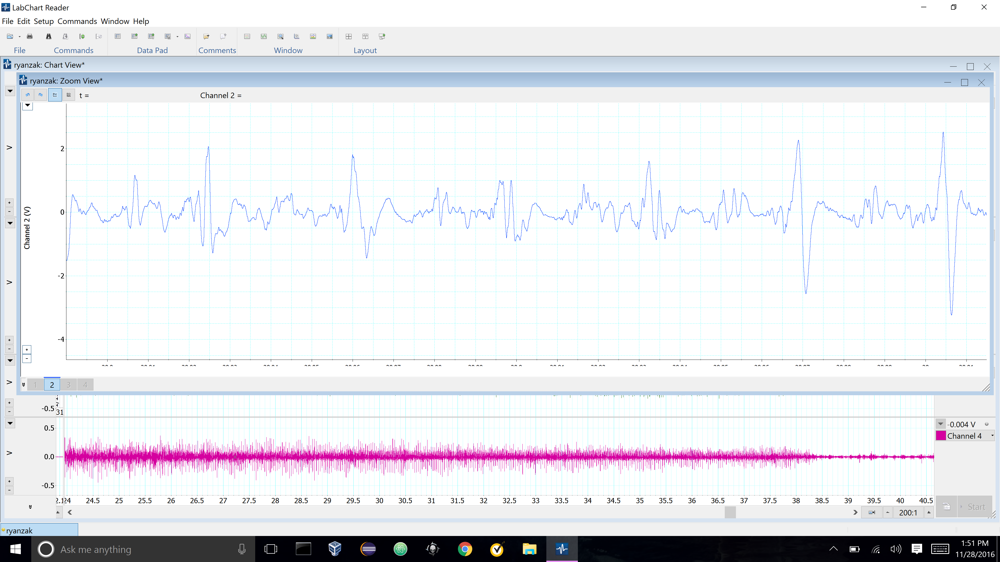 LabChart Reader
File Edit Setup Commands Window Help
File Commands Data Pad Comments Window Layout
ryanzak: Chart View*
ryanzak: Zoom View*
t = Channel 2 =
2
0
-2
-4
Channel 2 (V)
1 2 3 4
-0.5
31
0.5
0.0
-0.5
-0.004 V
Channel 4
24 24.5 25 25.5 26 26.5 27 27.5 28 28.5 29 29.5 30 30.5 31 31.5 32 32.5 33 33.5 34 34.5 35 35.5 36 36.5 37 37.5 38 38.5 39 39.5 40 40.5
200:1 Start
ryanzak
Ask me anything
1:51 PM
11/28/2016